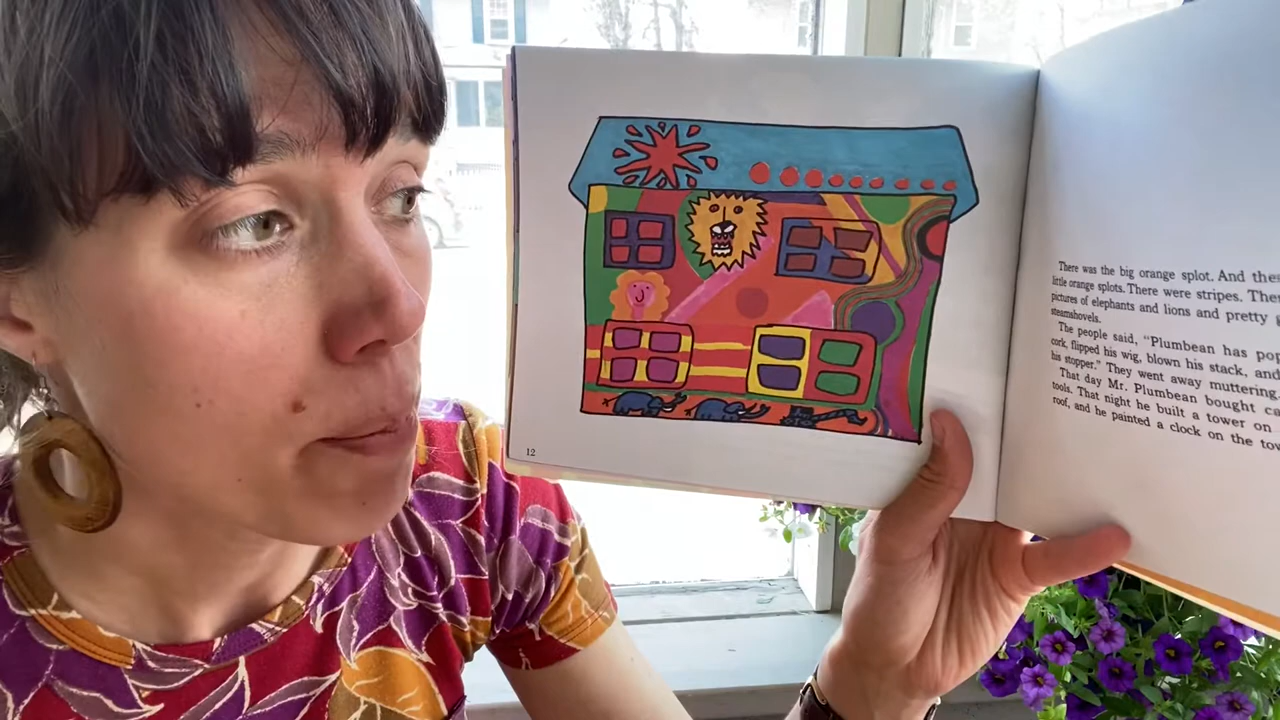 12
There was the big orange splot. And the
little orange splots. There were stripes. Ther
pictures of elephants and lions and pretty
steamshovels.
The people said, "Plumbean has pop
cork, flipped his wig, blown his stack, and
his stopper." They went away muttering.
That day Mr. Plumbean bought ca
tools. That night he built a tower on
roof, and he painted a clock on the tow